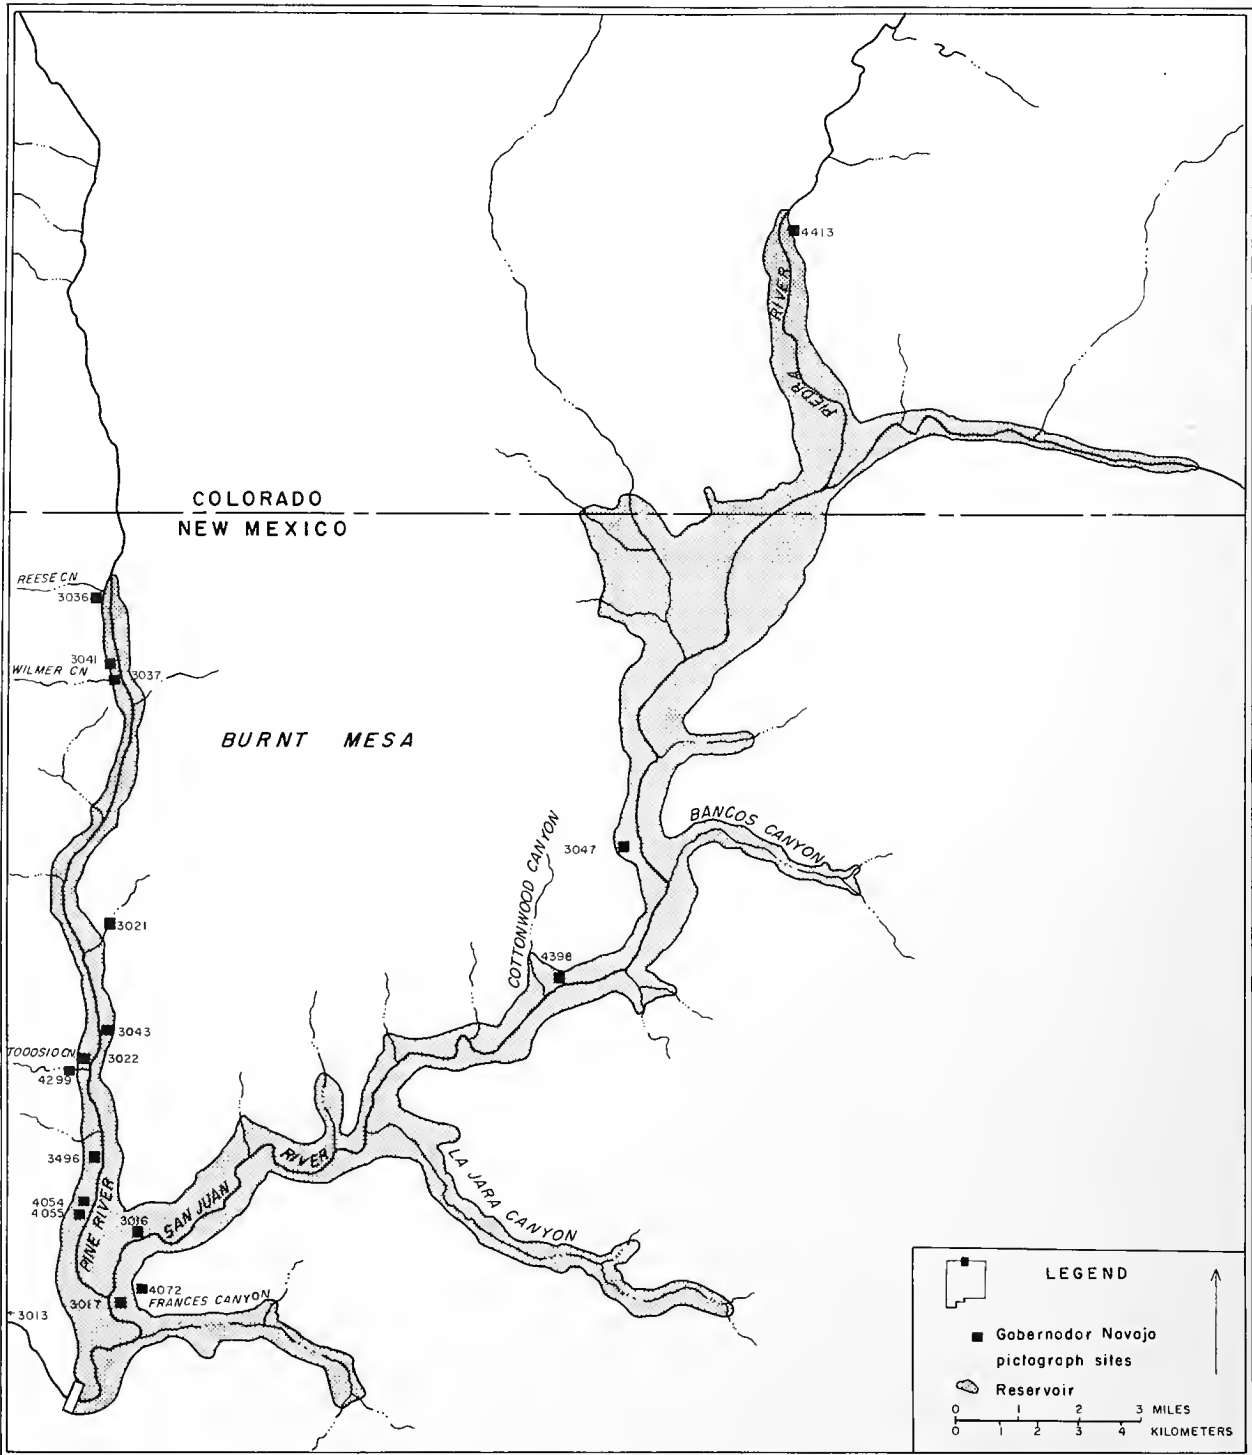 4413
RIVER
PIEDRA
COLORADO
NEW MEXICO
REESE CN
3036
3041
WILMER CN
3037
BURNT MESA
BANCOS CANYON
3047
COTTONWOOD CANYON
3021
4398
3043
TODOSIO CN.
3022
4299
RIVER
LA JARA CANYON
3496
SAN JUAN
4054
4055
PINE RIVER
3016
4072
FRANCES CANYON
3013
LEGEND
Gobernodor Navajo
pictograph sites
Reservoir
0 1 2 3 MILES
0 1 2 3 4 KILOMETERS